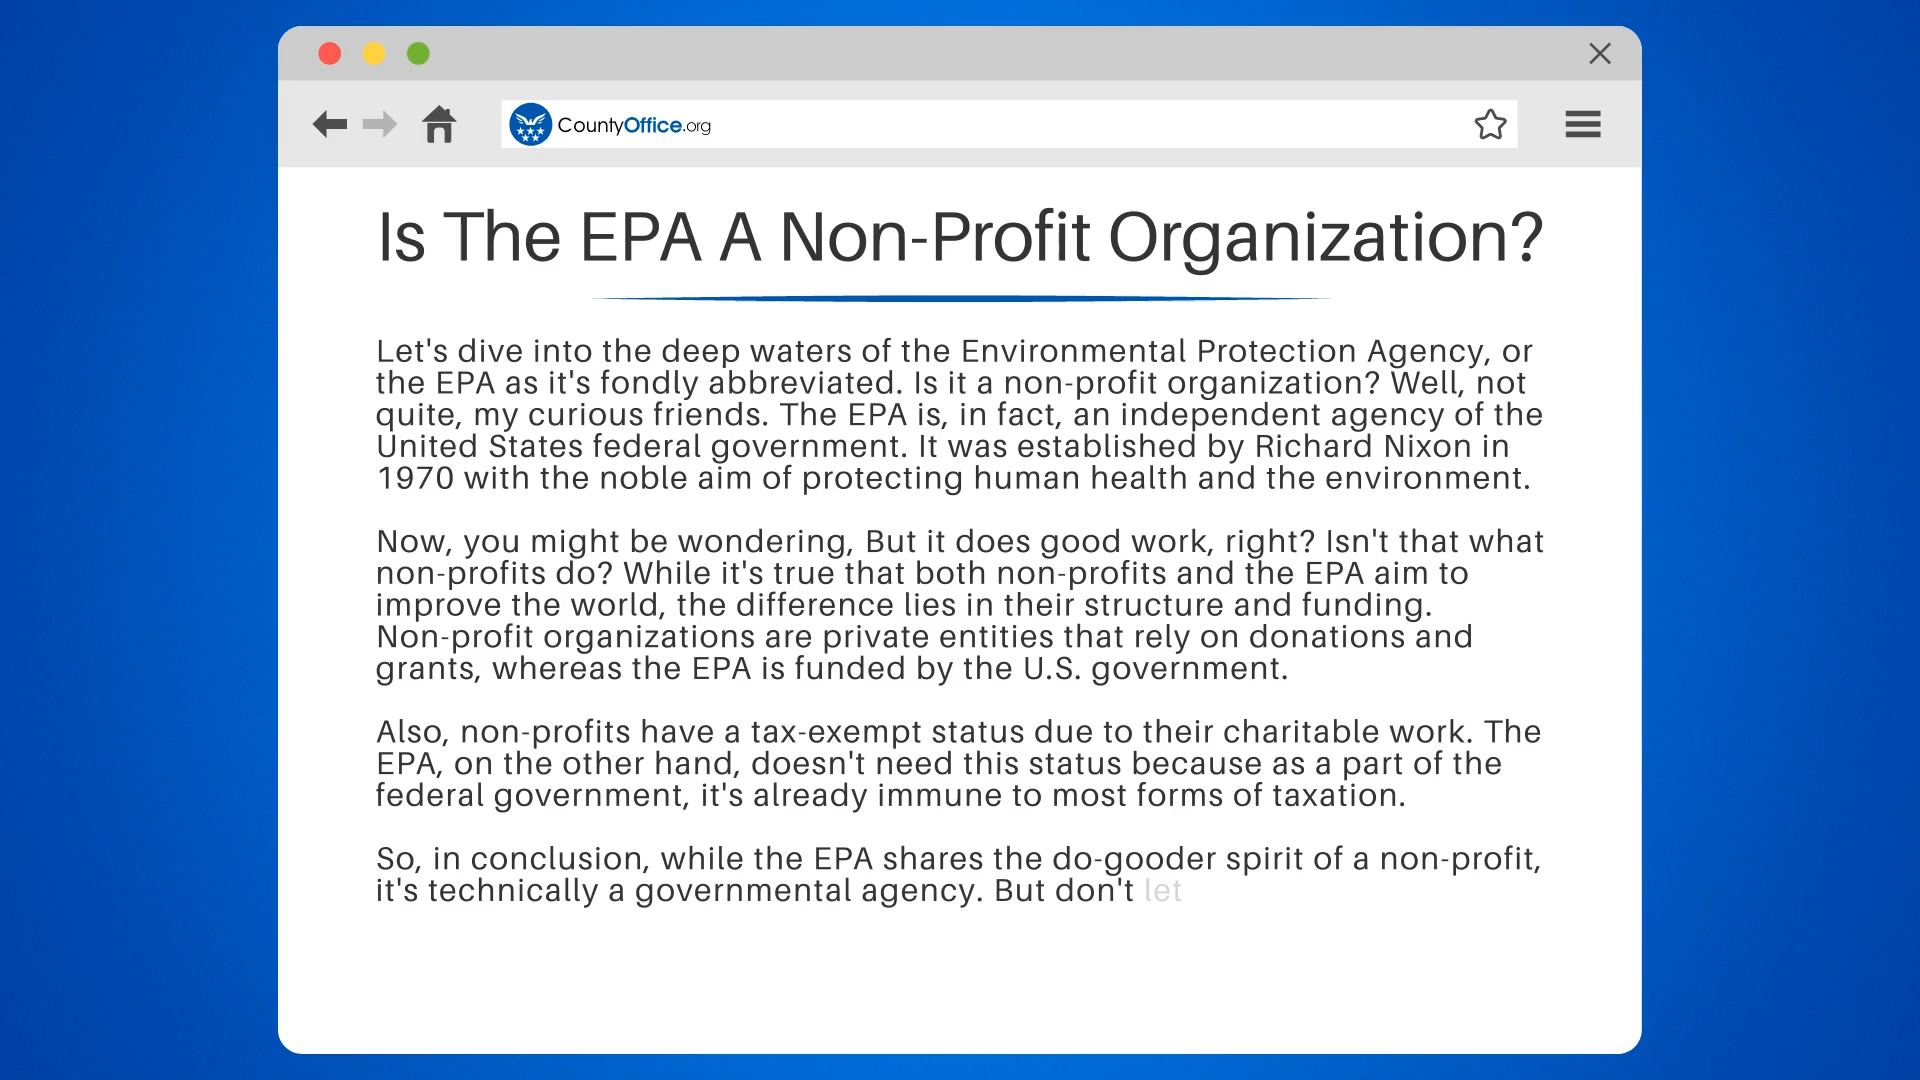 CountyOffice.org
Is The EPA A Non-Profit Organization?
Let's dive into the deep waters of the Environmental Protection Agency, or
the EPA as it's fondly abbreviated. Is it a non-profit organization? Well, not
quite, my curious friends. The EPA is, in fact, an independent agency of the
United States federal government. It was established by Richard Nixon in
1970 with the noble aim of protecting human health and the environment.
Now, you might be wondering, But it does good work, right? Isn't that what
non-profits do? While it's true that both non-profits and the EPA aim to
improve the world, the difference lies in their structure and funding.
Non-profit organizations are private entities that rely on donations and
grants, whereas the EPA is funded by the U.S. government.
Also, non-profits have a tax-exempt status due to their charitable work. The
EPA, on the other hand, doesn't need this status because as a part of the
federal government, it's already immune to most forms of taxation.
So, in conclusion, while the EPA shares the do-gooder spirit of a non-profit,
it's technically a governmental agency. But don't let